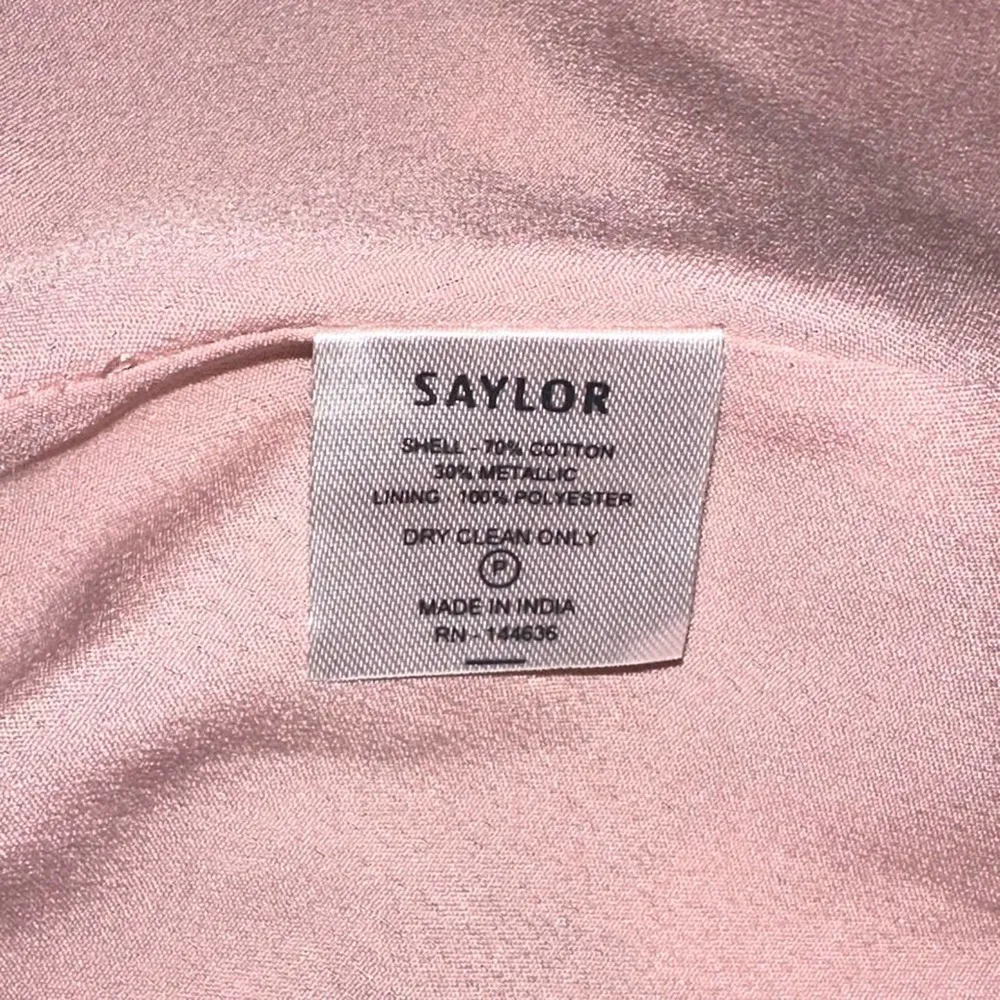 SAYLOR
SHELL - 70% COTTON
30% METALLIC
LINING 100% POLYESTER
DRY CLEAN ONLY
P
MADE IN INDIA
RN - 144636